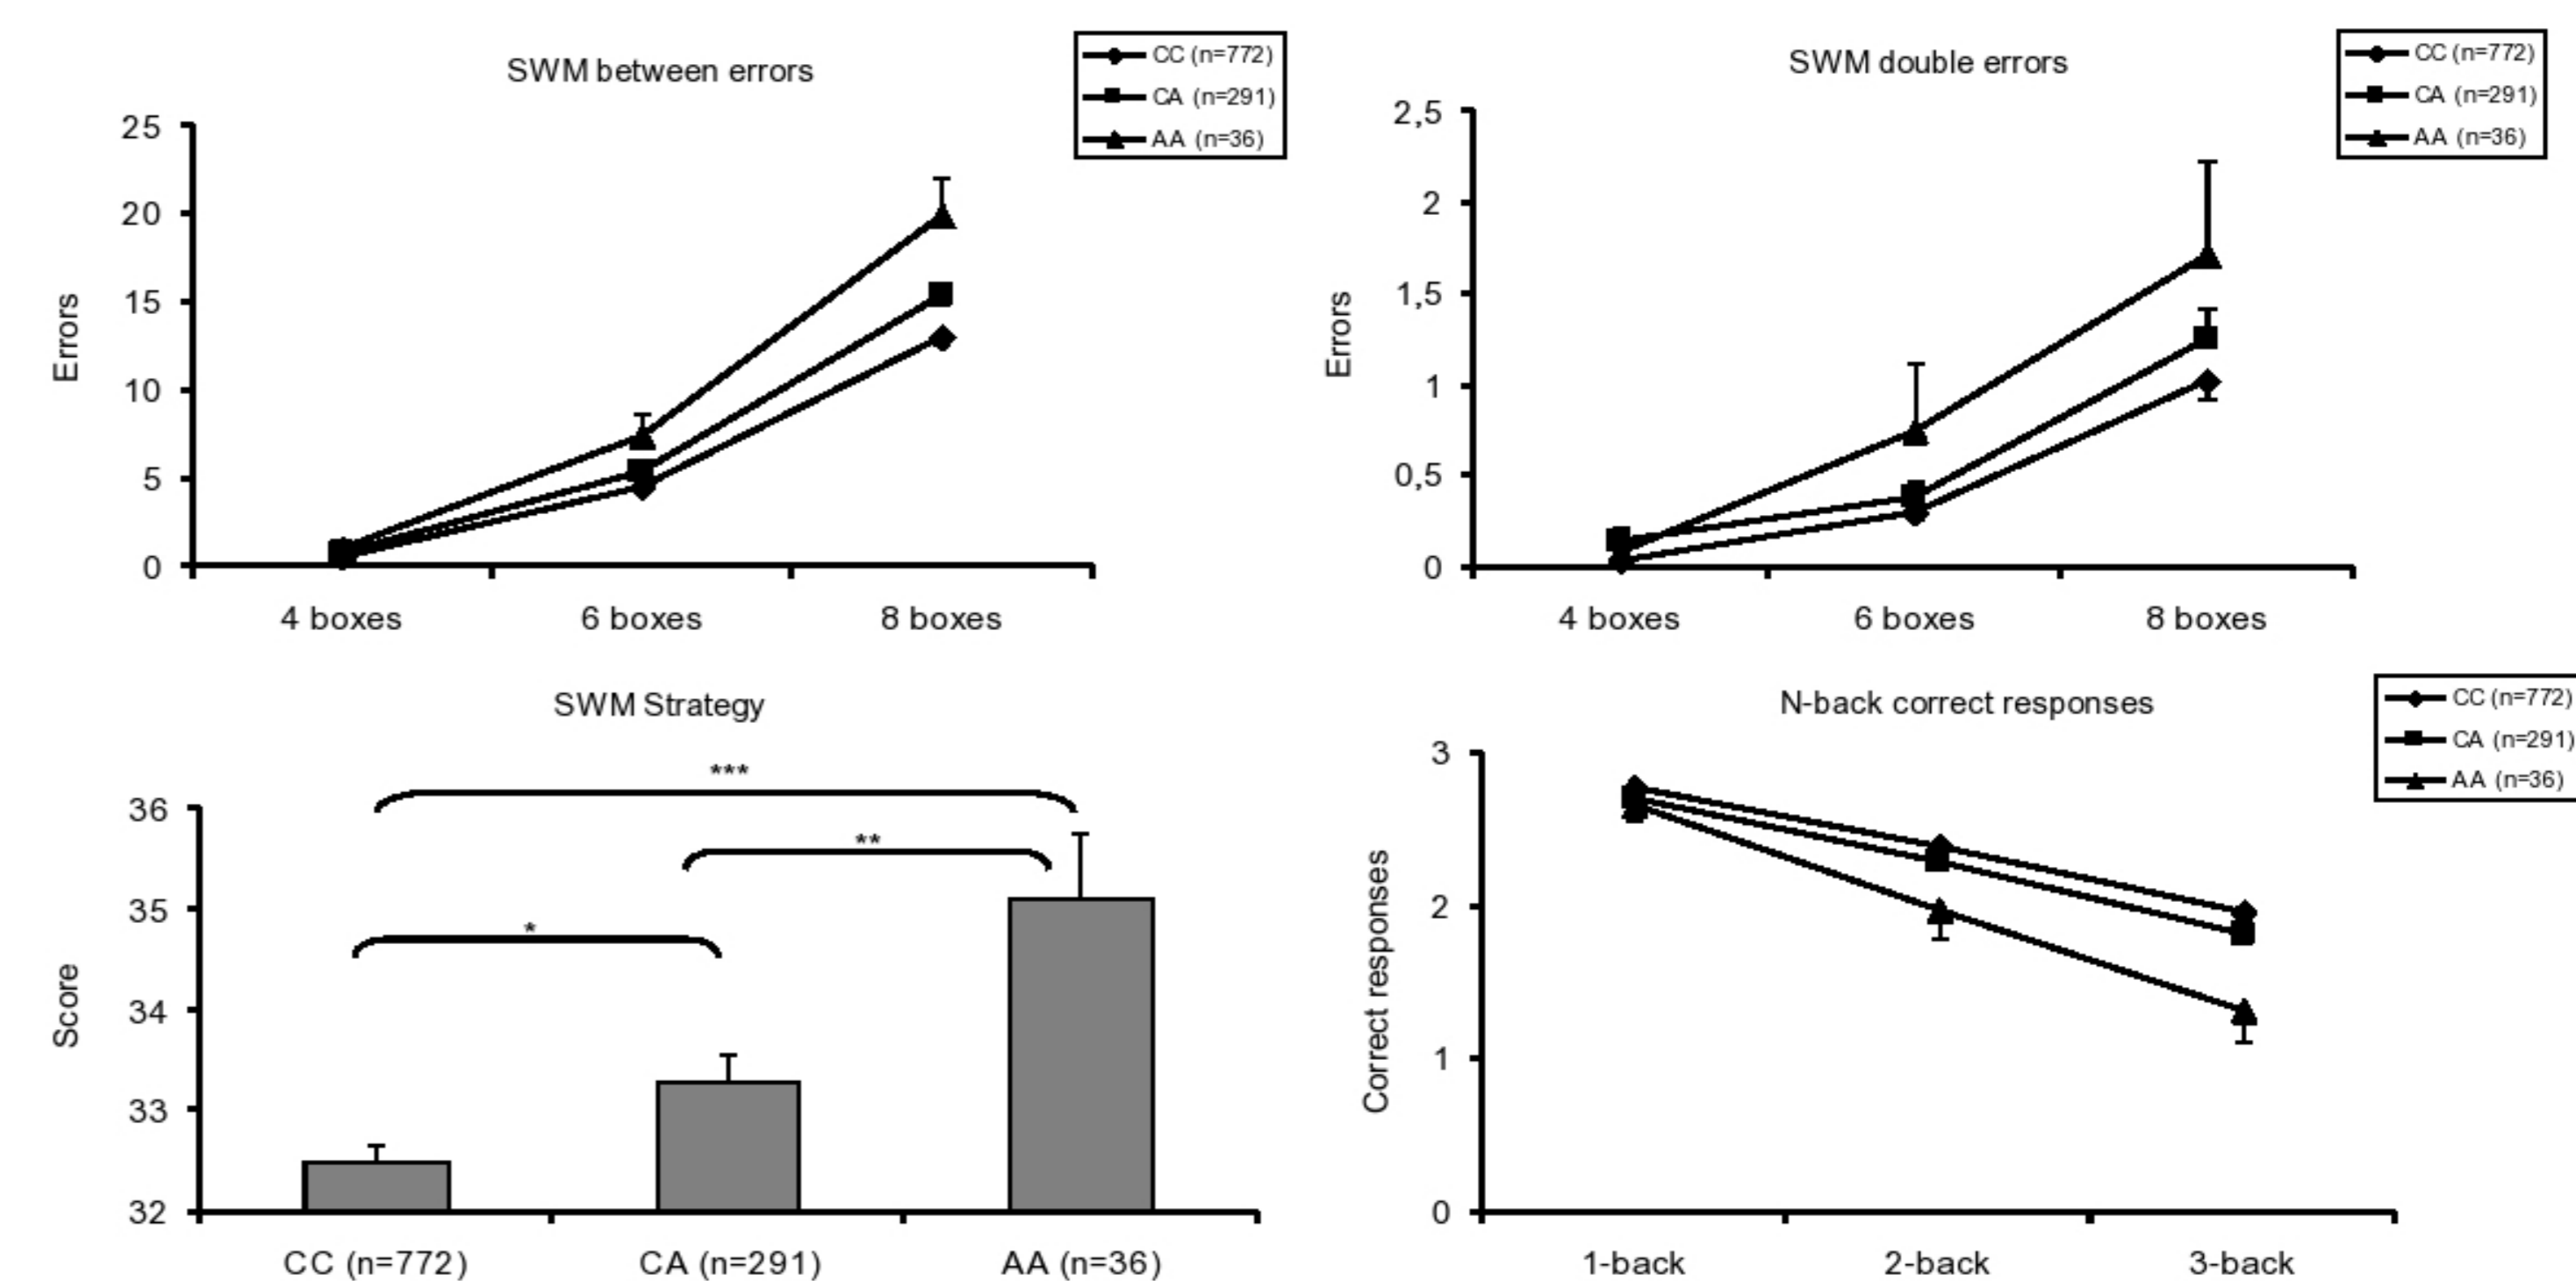 SWM between errors
CC (n=772)
CA (n=291)
AA (n=36)
25
20
15
10
5
0
Errors
4 boxes 6 boxes 8 boxes
SWM double errors
CC (n=772)
CA (n=291)
AA (n=36)
2,5
2
1,5
1
0,5
0
Errors
4 boxes 6 boxes 8 boxes
SWM Strategy
***
**
*
36
35
34
33
32
Score
CC (n=772) CA (n=291) AA (n=36)
N-back correct responses
CC (n=772)
CA (n=291)
AA (n=36)
3
2
1
0
Correct responses
1-back 2-back 3-back